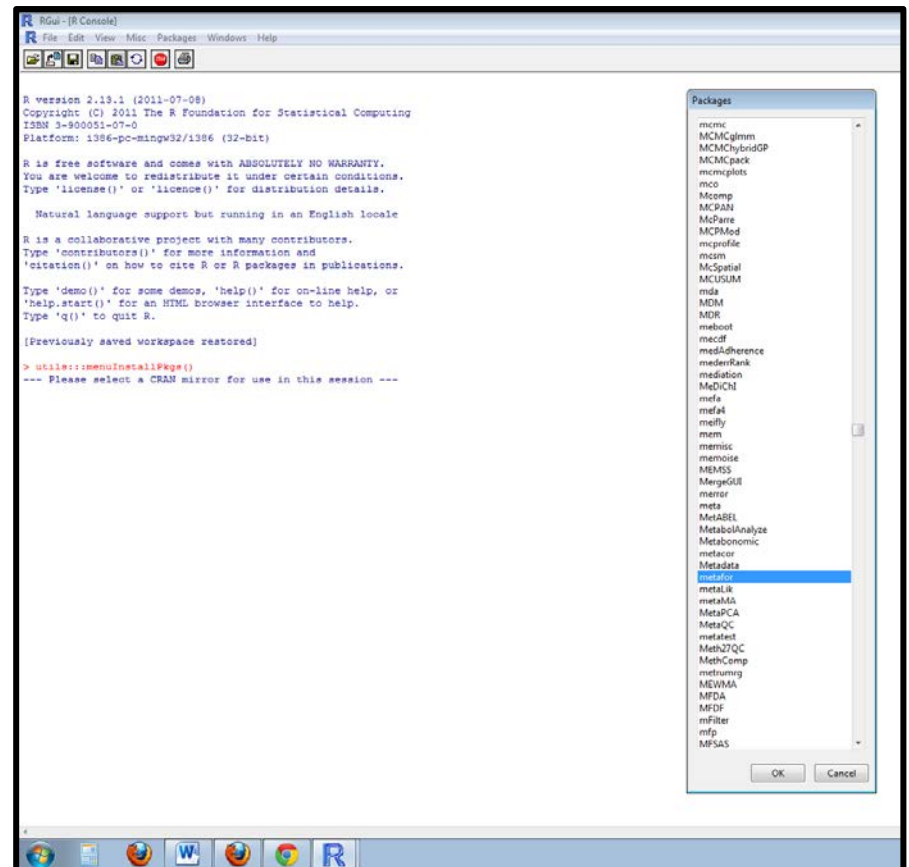 RGui - [R Console]
File Edit View Misc Packages Windows Help
R version 2.13.1 (2011-07-08)
Copyright (C) 2011 The R Foundation for Statistical Computing
ISBN 3-900051-07-0
Platform: i386-pc-mingw32/i386 (32-bit)
R is free software and comes with ABSOLUTELY NO WARRANTY.
You are welcome to redistribute it under certain conditions.
Type 'license()' or 'licence()' for distribution details.
Natural language support but running in an English locale
R is a collaborative project with many contributors.
Type 'contributors()' for more information and
'citation()' on how to cite R or R packages in publications.
Type 'demo()' for some demos, 'help()' for on-line help, or
'help.start()' for an HTML browser interface to help.
Type 'q()' to quit R.
[Previously saved workspace restored]
> utils:::menuInstallPkgs()
--- Please select a CRAN mirror for use in this session ---
Packages
mcmc
MCMCglmm
MCMChybridGP
MCMCpack
mcmcplots
mco
Mcomp
MCPAN
McParre
MCPMod
mcprofile
mcsm
McSpatial
MCUSUM
mda
MDM
MDR
meboot
mecdf
medAdherence
mederrRank
mediation
MeDiChI
mefa
mefa4
meifly
mem
memisc
memoise
MEMSS
MergeGUI
merror
meta
MetABEL
MetabolAnalyze
Metabonomic
metacor
Metadata
metafor
metaLik
metaMA
MetaPCA
MetaQC
metatest
Meth27QC
MethComp
metrumrg
MEWMA
MFDA
MFDF
mFilter
mfp
MFSAS
OK Cancel